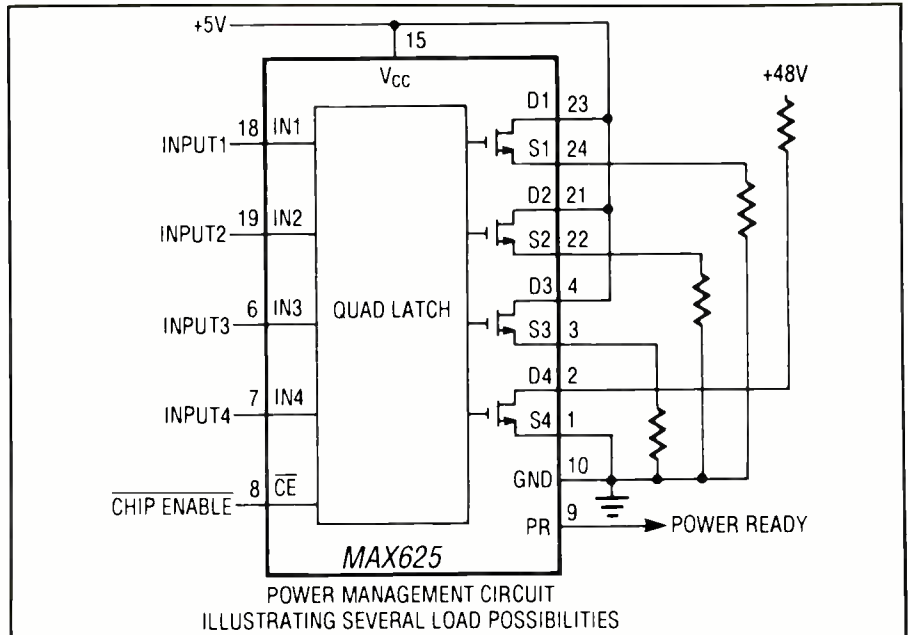 +5V
15
VCC
+48V
D1 23
INPUT1 18 IN1
S1 24
D2 21
INPUT2 19 IN2
S2 22
D3 4
QUAD LATCH
INPUT3 6 IN3
S3 3
D4 2
INPUT4 7 IN4
S4 1
GND 10
CHIP ENABLE 8 CE
PR 9 POWER READY
MAX625
POWER MANAGEMENT CIRCUIT
ILLUSTRATING SEVERAL LOAD POSSIBILITIES